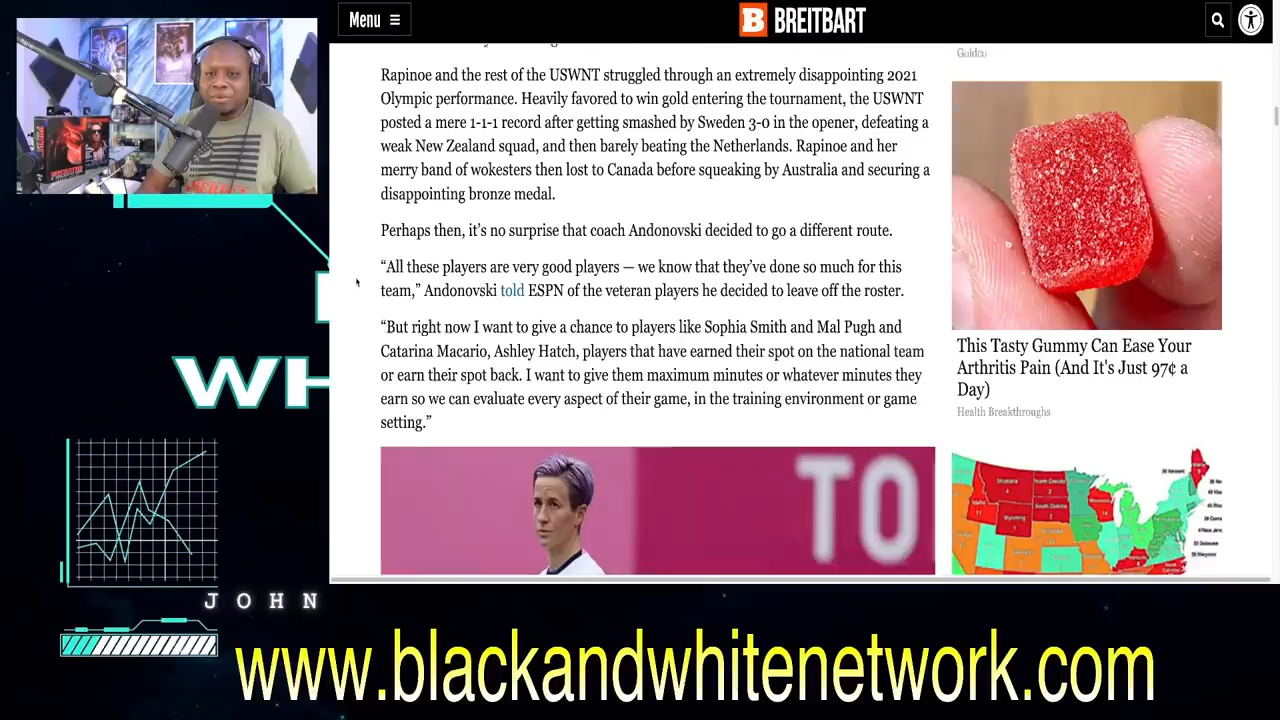 Menu
BREITBART
Rapinoe and the rest of the USWNT struggled through an extremely disappointing 2021
Olympic performance. Heavily favored to win gold entering the tournament, the USWNT
posted a mere 1-1-1 record after getting smashed by Sweden 3-0 in the opener, defeating a
weak New Zealand squad, and then barely beating the Netherlands. Rapinoe and her
merry band of wokesters then lost to Canada before squeaking by Australia and securing a
disappointing bronze medal.
Perhaps then, it’s no surprise that coach Andonovski decided to go a different route.
“All these players are very good players — we know that they’ve done so much for this
team,” Andonovski told ESPN of the veteran players he decided to leave off the roster.
“But right now I want to give a chance to players like Sophia Smith and Mal Pugh and
Catarina Macario, Ashley Hatch, players that have earned their spot on the national team
or earn their spot back. I want to give them maximum minutes or whatever minutes they
earn so we can evaluate every aspect of their game, in the training environment or game
setting.”
TO
This Tasty Gummy Can Ease Your
Arthritis Pain (And It's Just 97¢ a
Day)
Health Breakthroughs
WH
JOHN
www.blackandwhitenetwork.com